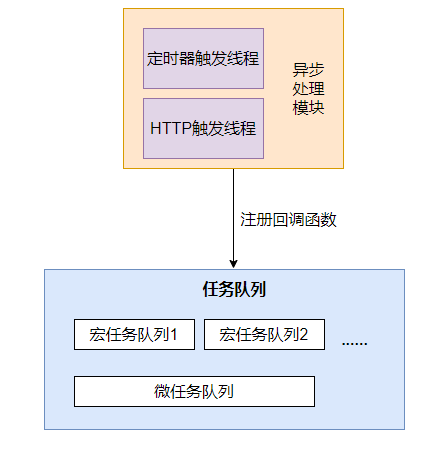 定时器触发线程
HTTP触发线程
异步
处理
模块
注册回调函数
任务队列
宏任务队列1
宏任务队列2
......
微任务队列